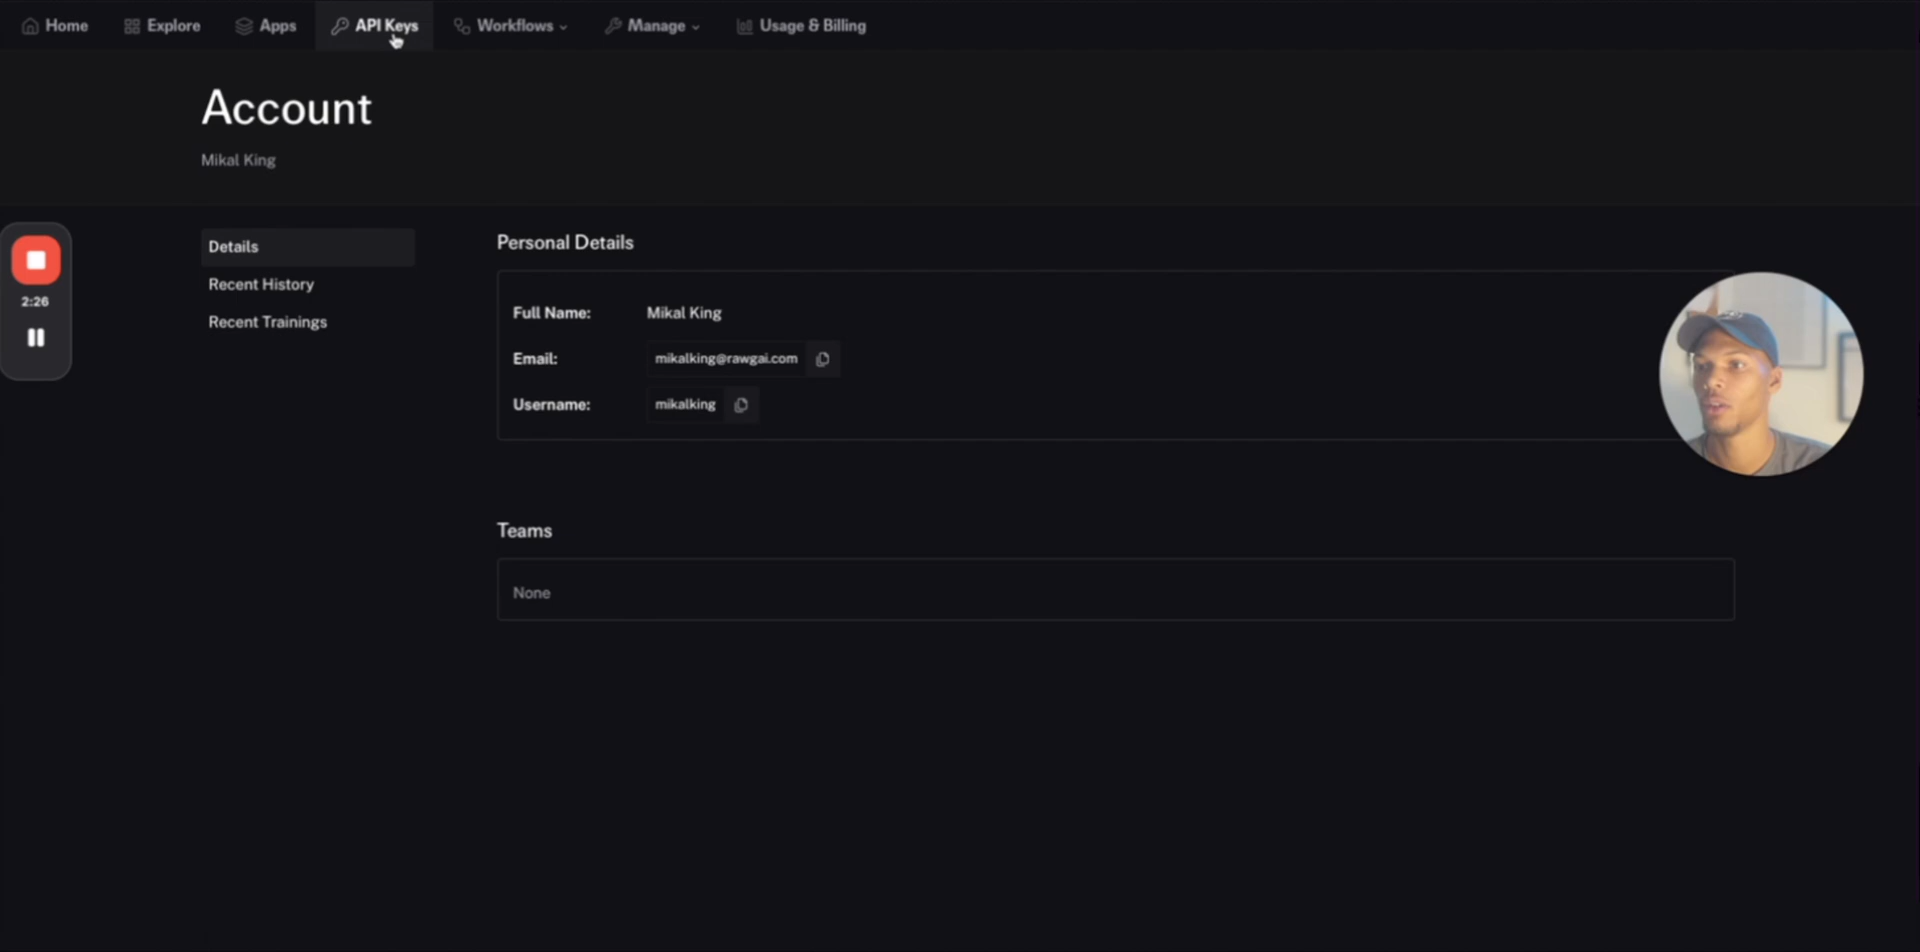 Home Explore Apps API Keys Workflows Manage Usage & Billing
Account
Mikal King
2:26
Details
Recent History
Recent Trainings
Personal Details
Full Name: Mikal King
Email: mikalking@rawgai.com
Username: mikalking
Teams
None